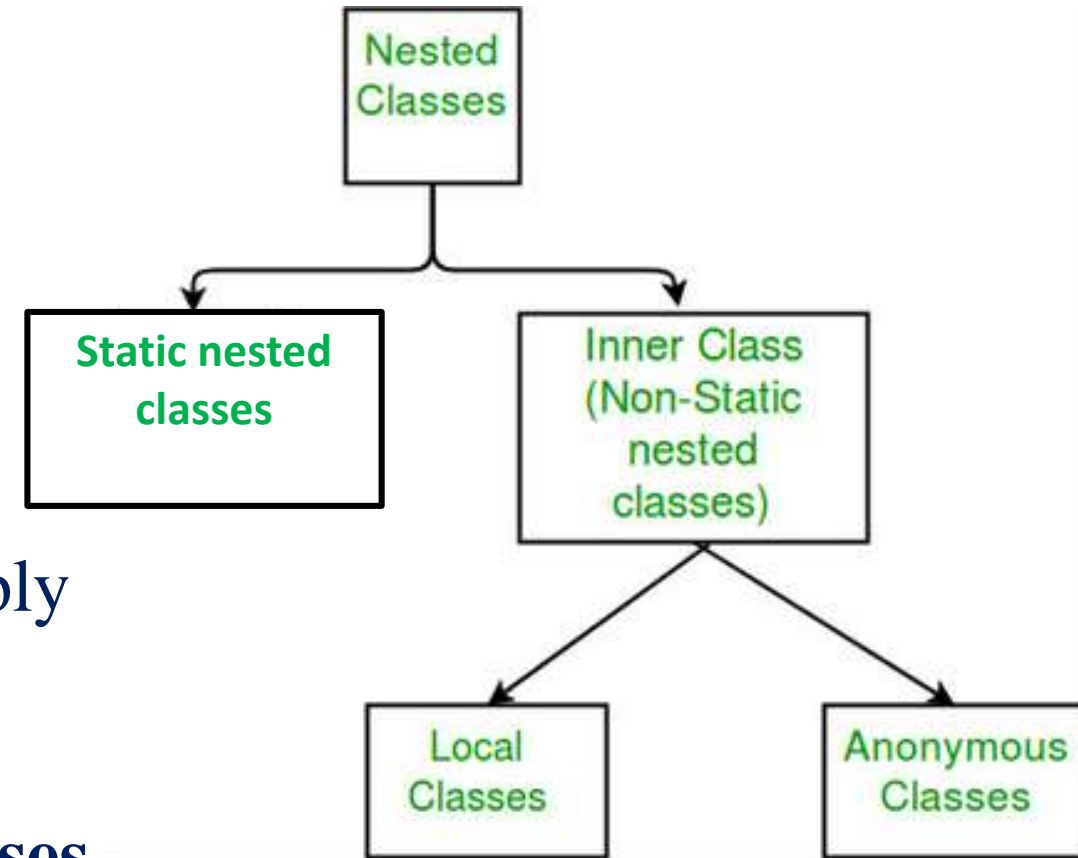 Nested
Classes
Static nested
classes
Inner Class
(Non-Static
nested
classes)
Local
Classes
Anonymous
Classes